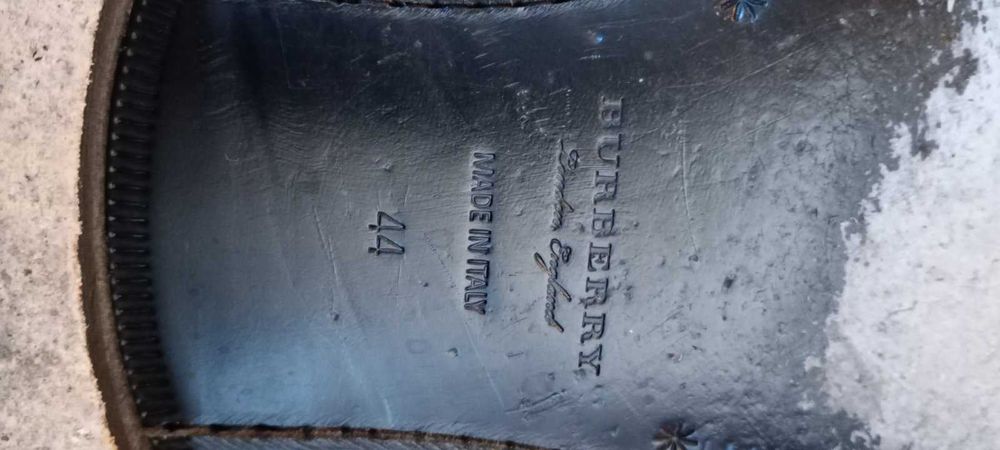 BURBERRY
London England
MADE IN ITALY
44